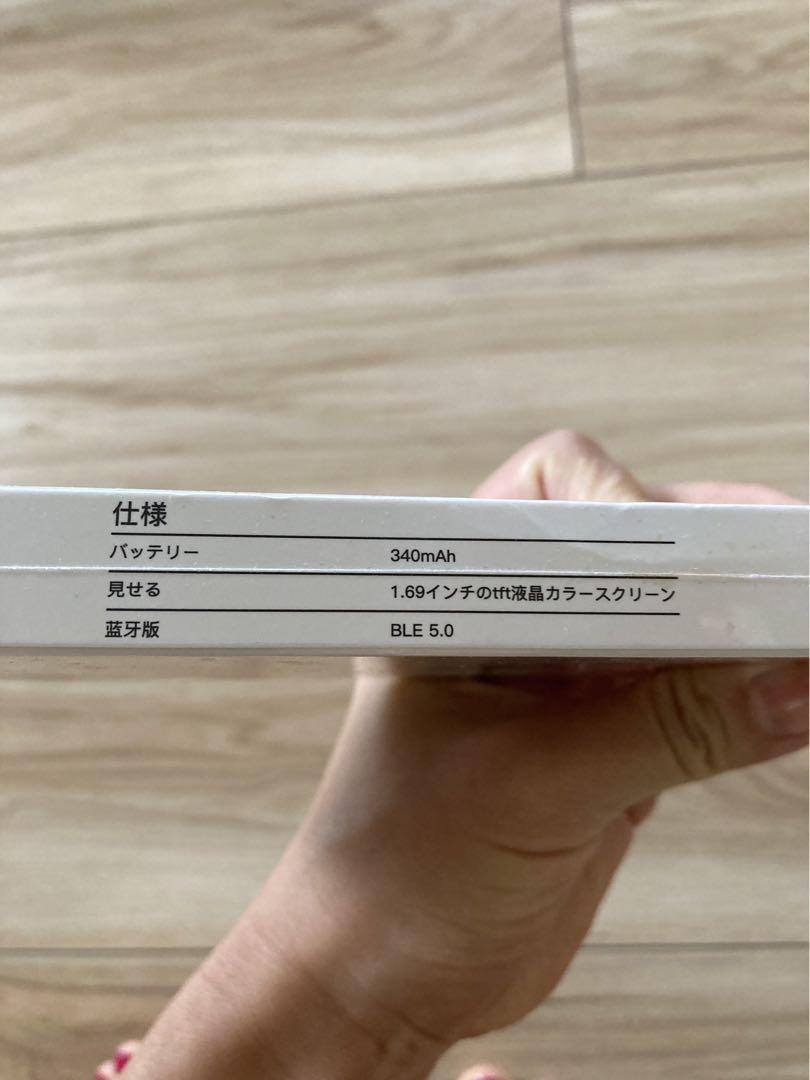 仕様
バッテリー 340mAh
見せる 1.69インチのtft液晶カラースクリーン
蓝牙版 BLE 5.0